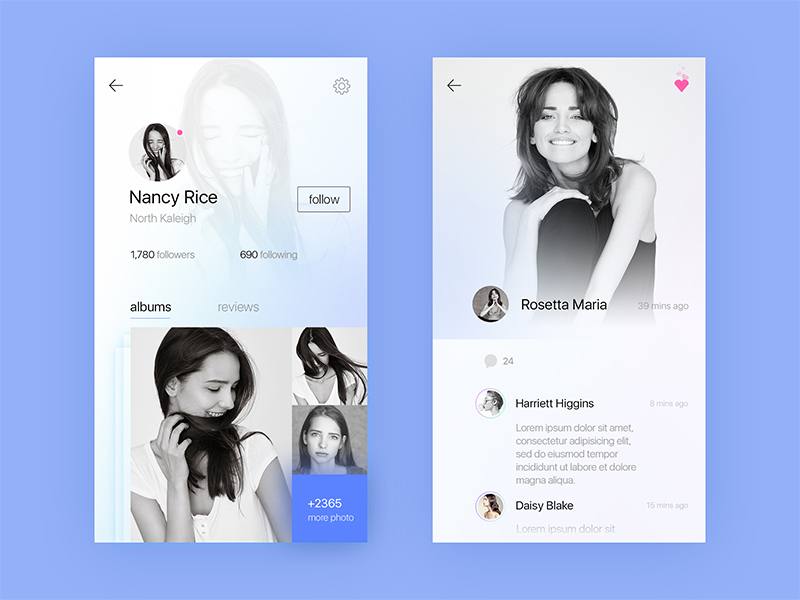 Nancy Rice
follow
North Kaleigh
1,780 followers
690 following
albums
reviews
+2365
more photo
Rosetta Maria
39 mins ago
24
Harriett Higgins
8 mins ago
Lorem ipsum dolor sit amet,
consectetur adipisicing elit,
sed do eiusmod tempor
incididunt ut labore et dolore
magna aliqua.
Daisy Blake
15 mins ago
Lorem ipsum dolor sit